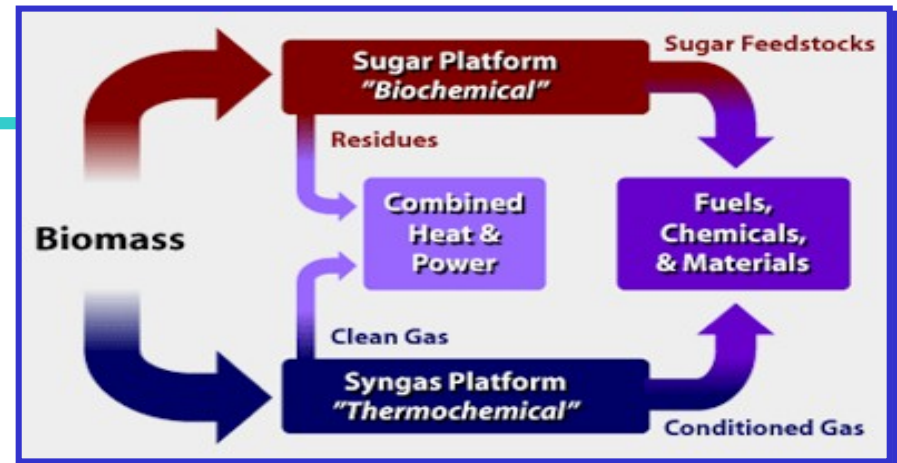 Sugar Feedstocks
Sugar Platform
"Biochemical"
Residues
Combined
Heat &
Power
Fuels,
Chemicals,
& Materials
Biomass
Clean Gas
Syngas Platform
"Thermochemical"
Conditioned Gas